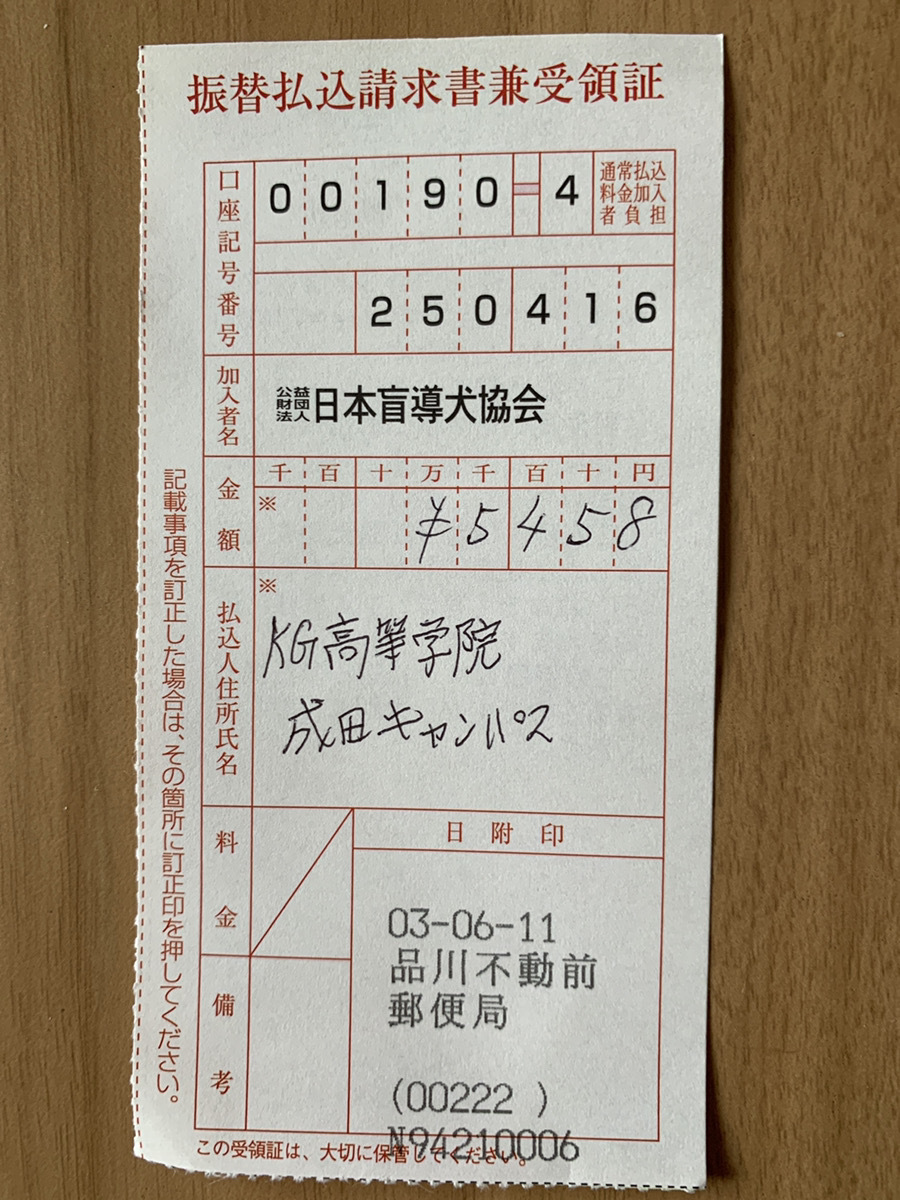 振替払込請求書兼受領証
口座記号番号
00190-4
通常払込
料金加入
者負担
250416
加入者名
公益財団法人日本盲導犬協会
金額
千百十万千百十円
※
¥5458
払込人住所氏名
※
KG高等学院
成田キャンパス
料金
日附印
03-06-11
品川不動前
郵便局
(00222 )
N94210006
備考
この受領証は、大切に保管してください。
記載事項を訂正した場合は、その箇所に訂正印を押してください。